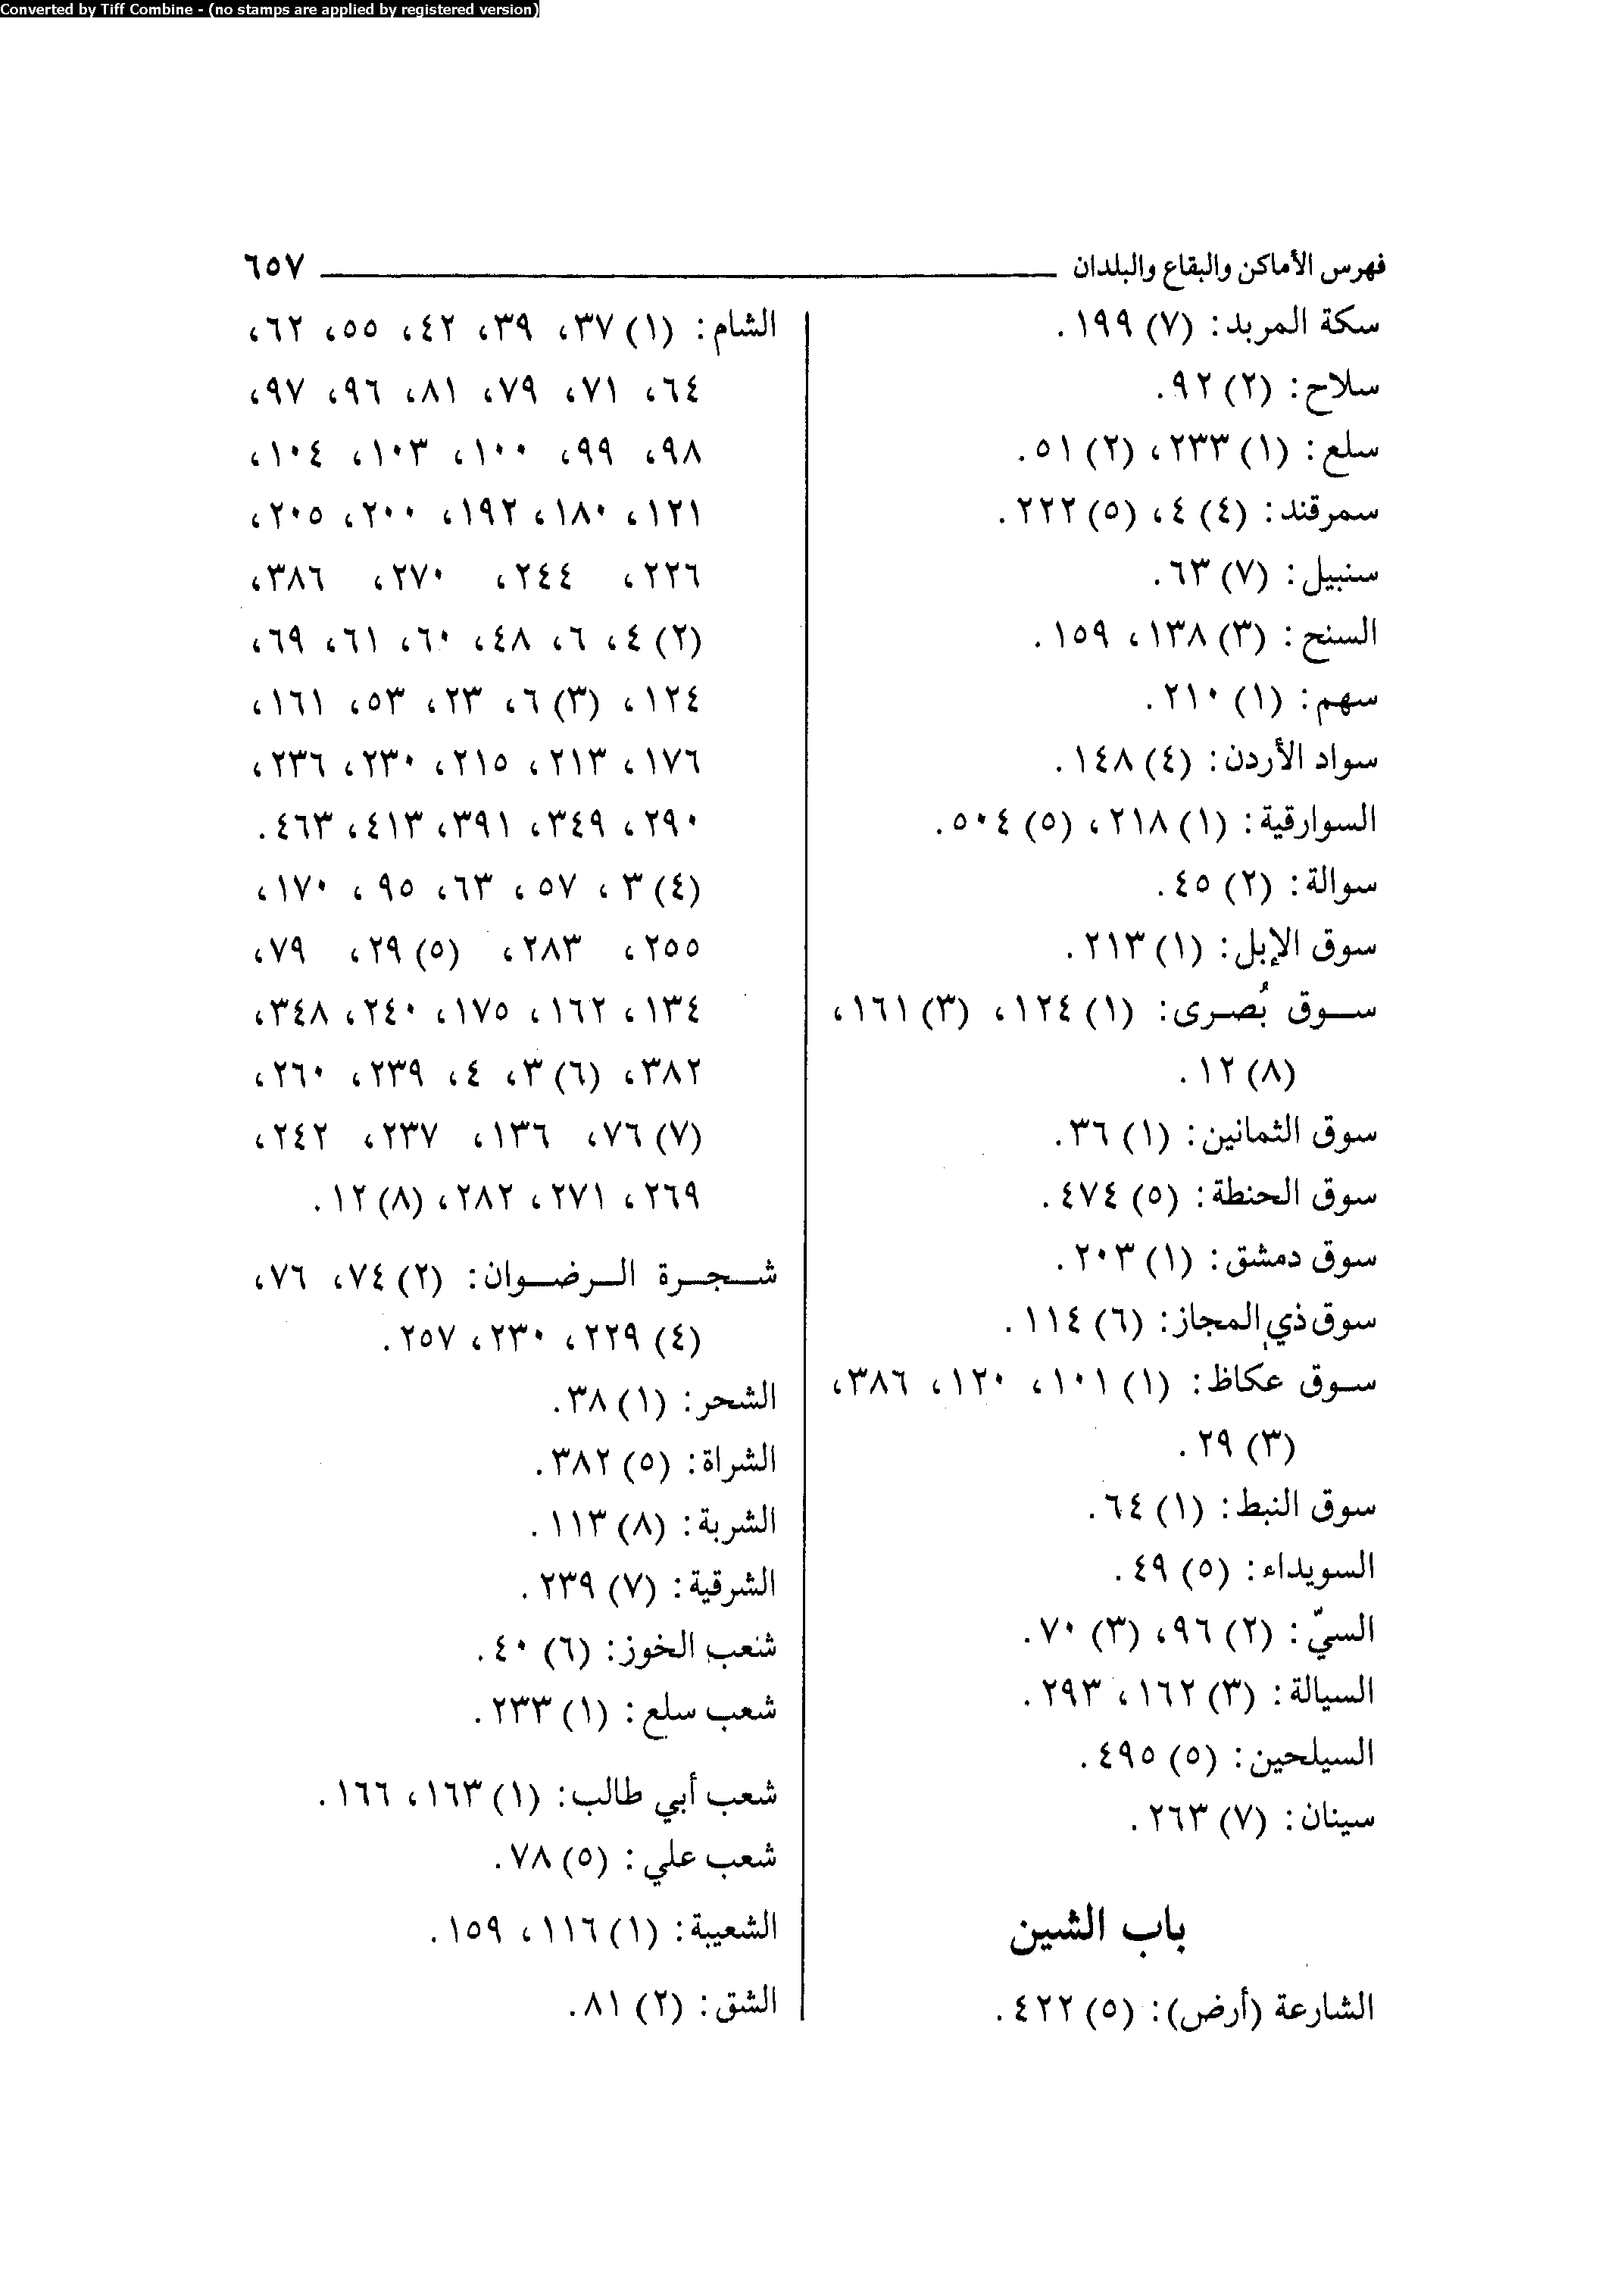 Converted by Tiff Combine - (no stamps are applied by registered version)
فهرس الأماكن والبقاع والبلدان ٦٥٧
سكة المربد: (٧) ١٩٩.
سلاح: (٢) ٩٢.
سلع: (١) ٢٣٣، (٢) ٥١.
سمرقند: (٤) ٤، (٥) ٢٢٢.
سنبيل: (٧) ٦٣.
السنح: (٣) ١٣٨، ١٥٩.
سهم: (١) ٢١٠.
سواد الأردن: (٤) ١٤٨.
السوارقية: (١) ٢١٨، (٥) ٥٠٤.
سوالة: (٢) ٤٥.
سوق الإبل: (١) ٢١٣.
سوق بُصرى: (١) ١٢٤، (٣) ١٦١،
(٨) ١٢.
سوق الثمانين: (١) ٣٦.
سوق الحنطة: (٥) ٤٧٤.
سوق دمشق: (١) ٢٠٣.
سوق ذي المجاز: (٦) ١١٤.
سوق عكاظ: (١) ١٠١، ١٢٠، ٣٨٦،
(٣) ٢٩.
سوق النبط: (١) ٦٤.
السويداء: (٥) ٤٩.
السيّ: (٢) ٩٦، (٣) ٧٠.
السيالة: (٣) ١٦٢، ٢٩٣.
السيلحين: (٥) ٤٩٥.
سينان: (٧) ٢٦٣.
باب الشين
الشارعة (أرض): (٥) ٤٢٢.
الشام: (١) ٣٧، ٣٩، ٤٢، ٥٥، ٦٢،
٦٤، ٧١، ٧٩، ٨١، ٩٦، ٩٧،
٩٨، ٩٩، ١٠٠، ١٠٣، ١٠٤،
١٢١، ١٨٠، ١٩٢، ٢٠٠، ٢٠٥،
٢٢٦، ٢٤٤، ٢٧٠، ٣٨٦،
(٢) ٤، ٦، ٤٨، ٦٠، ٦١، ٦٩،
١٢٤، (٣) ٦، ٢٣، ٥٣، ١٦١،
١٧٦، ٢١٣، ٢١٥، ٢٣٠، ٢٣٦،
٢٩٠، ٣٤٩، ٣٩١، ٤١٣، ٤٦٣.
(٤) ٣، ٥٧، ٦٣، ٩٥، ١٧٠،
٢٥٥، ٢٨٣، (٥) ٢٩، ٧٩،
١٣٤، ١٦٢، ١٧٥، ٢٤٠، ٣٤٨،
٣٨٢، (٦) ٣، ٤، ٢٣٩، ٢٦٠،
(٧) ٧٦، ١٣٦، ٢٣٧، ٢٤٢،
٢٦٩، ٢٧١، ٢٨٢، (٨) ١٢.
شجرة الرضوان: (٢) ٧٤، ٧٦،
(٤) ٢٢٩، ٢٣٠، ٢٥٧.
الشحر: (١) ٣٨.
الشراة: (٥) ٣٨٢.
الشربة: (٨) ١١٣.
الشرقية: (٧) ٢٣٩.
شعب الخوز: (٦) ٤٠.
شعب سلع: (١) ٢٣٣.
شعب أبي طالب: (١) ١٦٣، ١٦٦.
شعب علي: (٥) ٧٨.
الشعيبة: (١) ١١٦، ١٥٩.
الشق: (٢) ٨١.